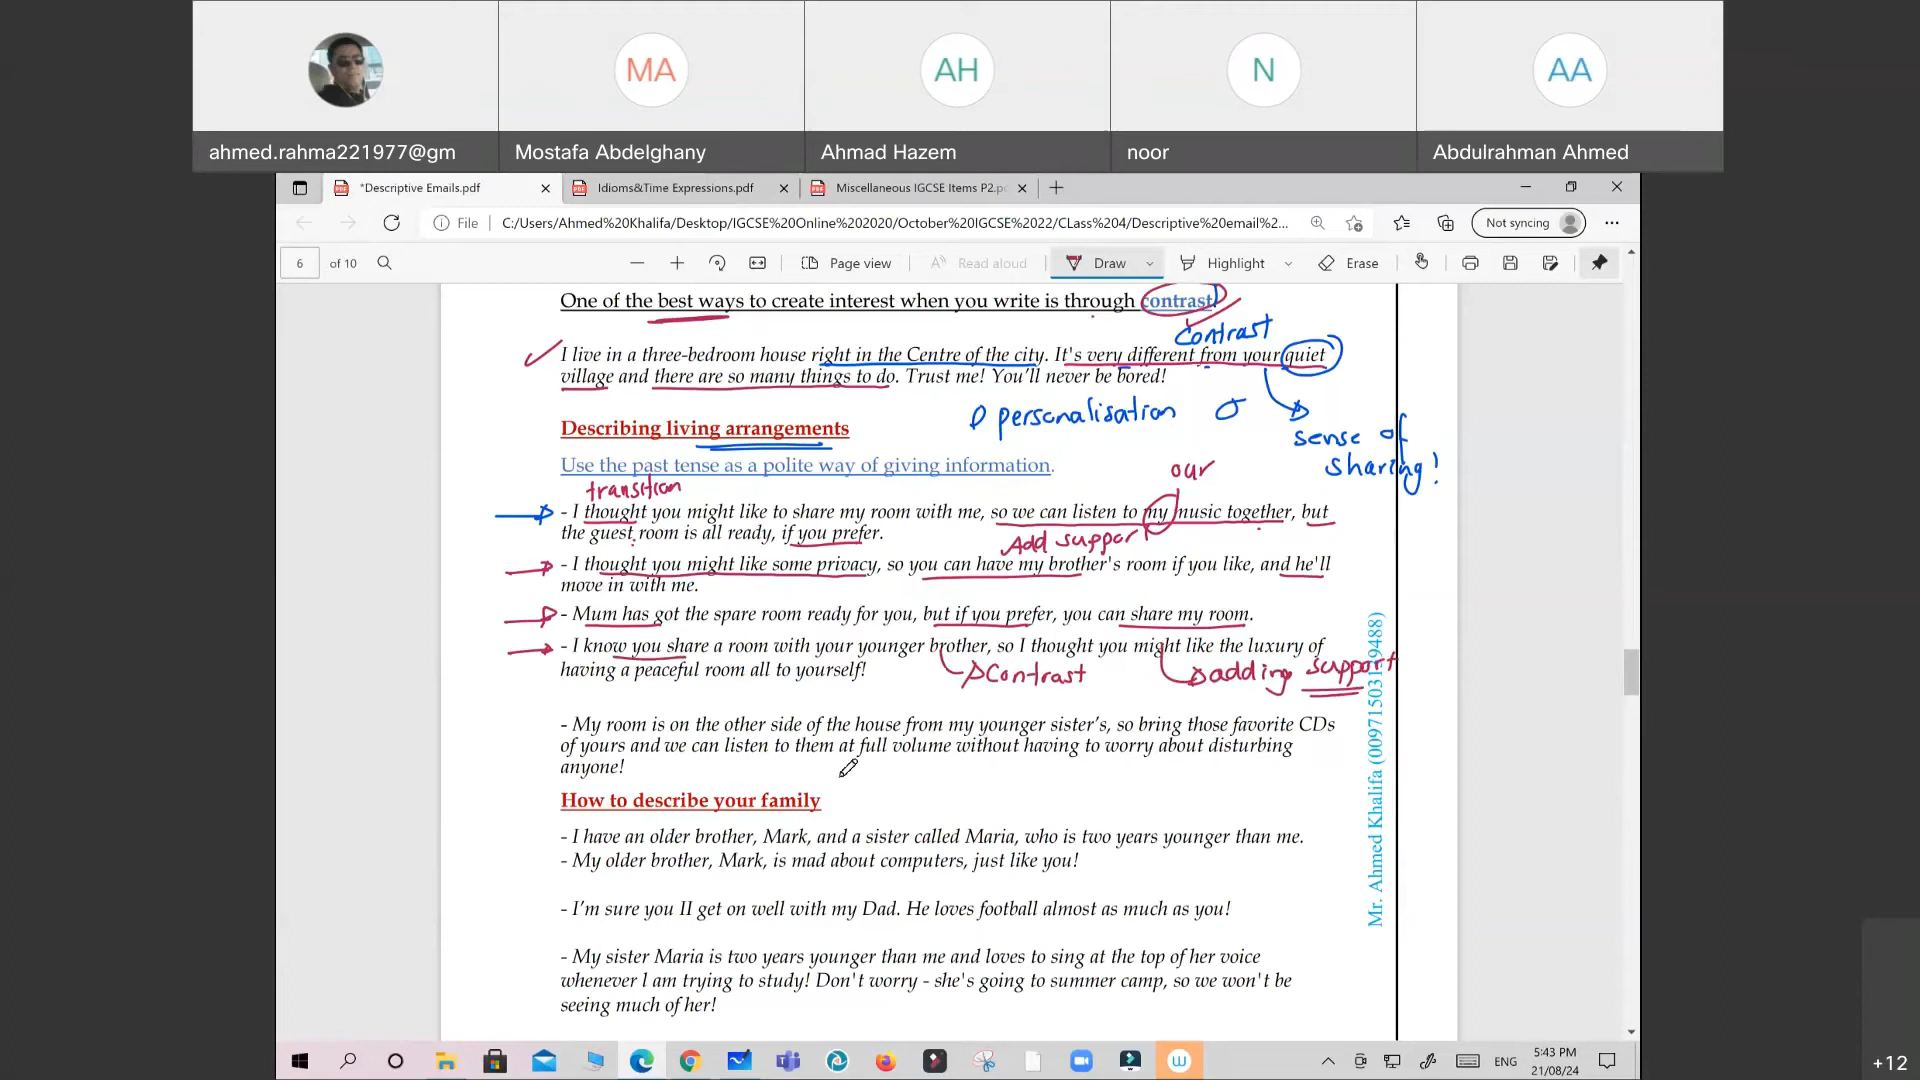 MA
AH
N
AA
ahmed.rahma221977@gm
Mostafa Abdelghany
Ahmad Hazem
noor
Abdulrahman Ahmed
*Descriptive Emails.pdf
Idioms&Time Expressions.pdf
Miscellaneous IGCSE Items P2.p
File
C:/Users/Ahmed%20Khalifa/Desktop/IGCSE%20Online%202020/October%20IGCSE%2022/CLass%204/Descriptive%20email%2...
Not syncing
6
of 10
Page view
Read aloud
Draw
Highlight
Erase
One of the best ways to create interest when you write is through contrast.
contrast
I live in a three-bedroom house right in the Centre of the city. It's very different from your quiet
village and there are so many things to do. Trust me! You'll never be bored!
personalisation
sense of
sharing!
Describing living arrangements
Use the past tense as a polite way of giving information.
transition
our
- I thought you might like to share my room with me, so we can listen to my music together, but
the guest room is all ready, if you prefer.
Add support
- I thought you might like some privacy, so you can have my brother's room if you like, and he'll
move in with me.
- Mum has got the spare room ready for you, but if you prefer, you can share my room.
- I know you share a room with your younger brother, so I thought you might like the luxury of
having a peaceful room all to yourself!
Contrast
adding support
- My room is on the other side of the house from my younger sister's, so bring those favorite CDs
of yours and we can listen to them at full volume without having to worry about disturbing
anyone!
How to describe your family
- I have an older brother, Mark, and a sister called Maria, who is two years younger than me.
- My older brother, Mark, is mad about computers, just like you!
- I'm sure you II get on well with my Dad. He loves football almost as much as you!
- My sister Maria is two years younger than me and loves to sing at the top of her voice
whenever l am trying to study! Don't worry - she's going to summer camp, so we won't be
seeing much of her!
Mr. Ahmed Khalifa
ENG
5:43 PM
21/08/24
+12